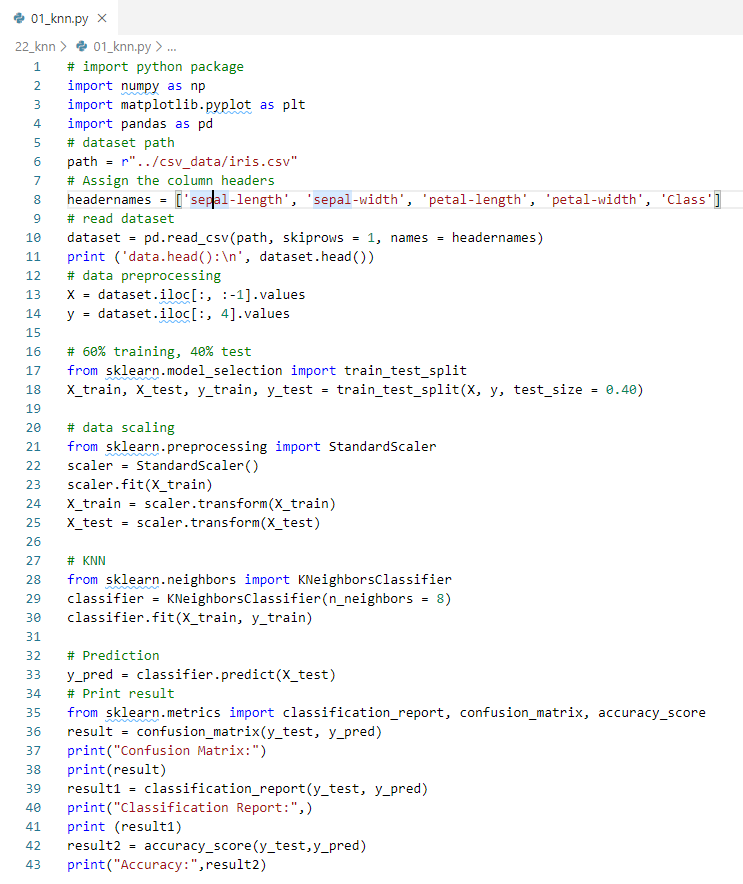 01_knn.py ×
22_knn > 01_knn.py > ...
1 # import python package
2 import numpy as np
3 import matplotlib.pyplot as plt
4 import pandas as pd
5 # dataset path
6 path = r"../csv_data/iris.csv"
7 # Assign the column headers
8 headernames = ['sepal-length', 'sepal-width', 'petal-length', 'petal-width', 'Class']
9 # read dataset
10 dataset = pd.read_csv(path, skiprows = 1, names = headernames)
11 print ('data.head():\n', dataset.head())
12 # data preprocessing
13 X = dataset.iloc[:, :-1].values
14 y = dataset.iloc[:, 4].values
15
16 # 60% training, 40% test
17 from sklearn.model_selection import train_test_split
18 X_train, X_test, y_train, y_test = train_test_split(X, y, test_size = 0.40)
19
20 # data scaling
21 from sklearn.preprocessing import StandardScaler
22 scaler = StandardScaler()
23 scaler.fit(X_train)
24 X_train = scaler.transform(X_train)
25 X_test = scaler.transform(X_test)
26
27 # KNN
28 from sklearn.neighbors import KNeighborsClassifier
29 classifier = KNeighborsClassifier(n_neighbors = 8)
30 classifier.fit(X_train, y_train)
31
32 # Prediction
33 y_pred = classifier.predict(X_test)
34 # Print result
35 from sklearn.metrics import classification_report, confusion_matrix, accuracy_score
36 result = confusion_matrix(y_test, y_pred)
37 print("Confusion Matrix:")
38 print(result)
39 result1 = classification_report(y_test, y_pred)
40 print("Classification Report:",)
41 print (result1)
42 result2 = accuracy_score(y_test,y_pred)
43 print("Accuracy:",result2)